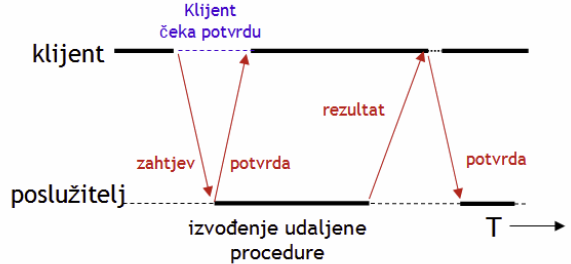 Klijent
čeka potvrdu
klijent
rezultat
zahtjev
potvrda
potvrda
poslužitelj
izvođenje udaljene
procedure
T